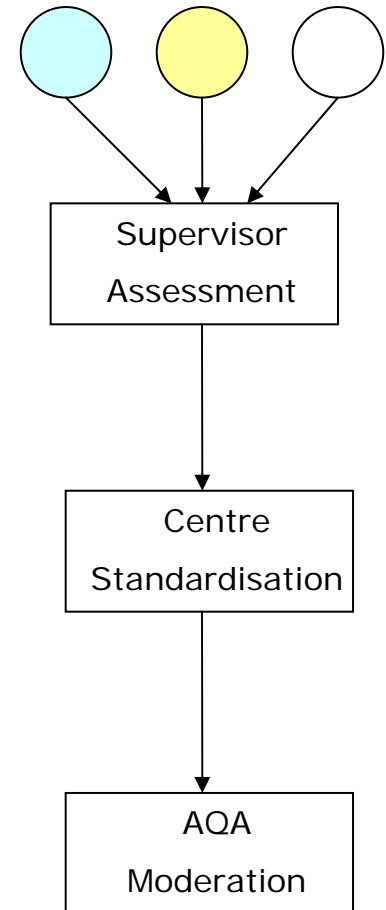 Supervisor
Assessment
Centre
Standardisation
AQA
Moderation